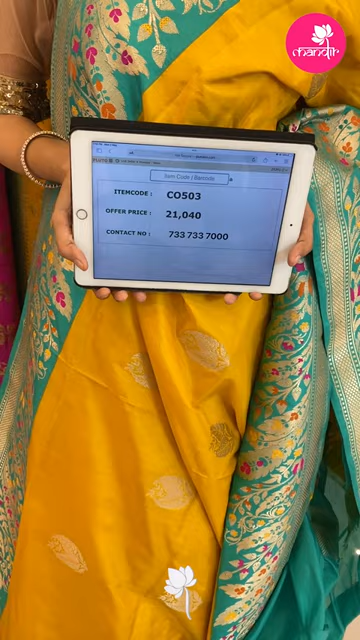 mandir
Item Code / Barcode
ITEMCODE : CO503
OFFER PRICE : 21,040
CONTACT NO : 733 733 7000